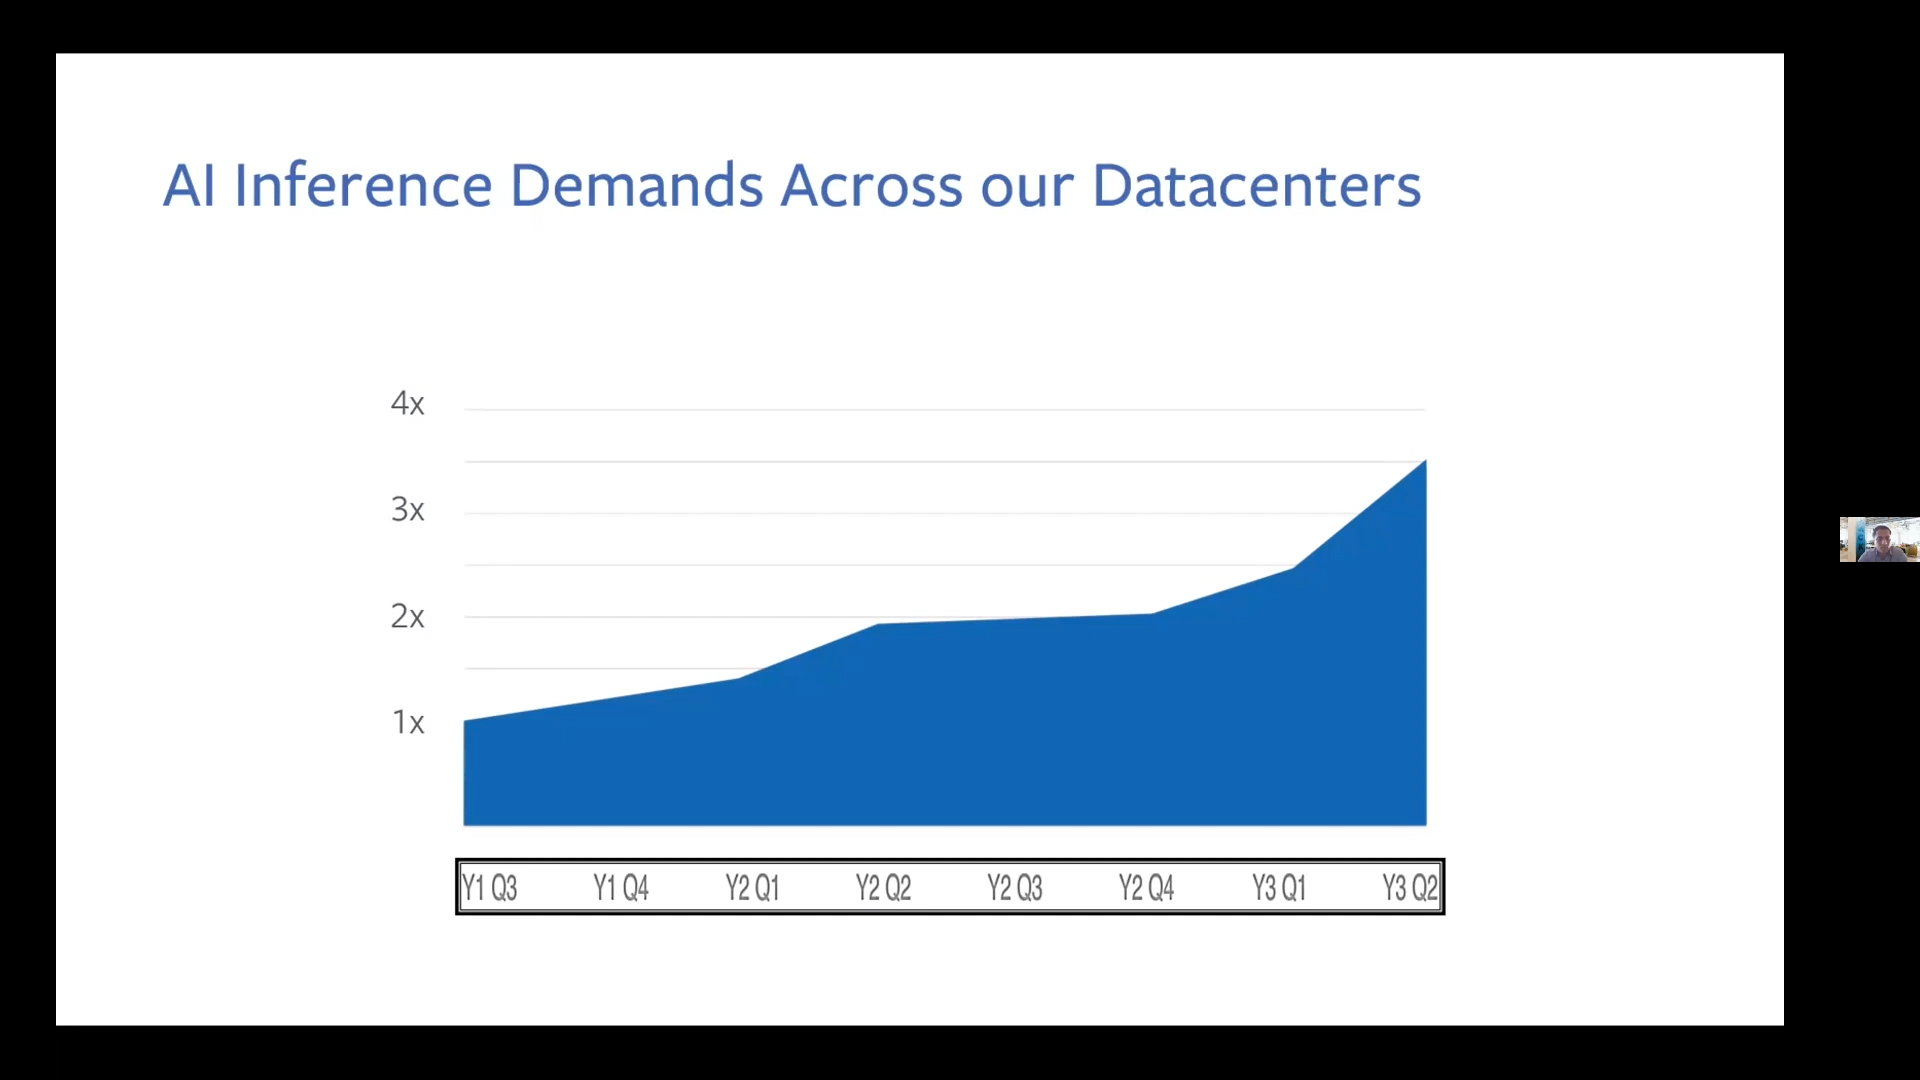 AI Inference Demands Across our Datacenters
4x
3x
2x
1x
Y1 Q3 Y1 Q4 Y2 Q1 Y2 Q2 Y2 Q3 Y2 Q4 Y3 Q1 Y3 Q2